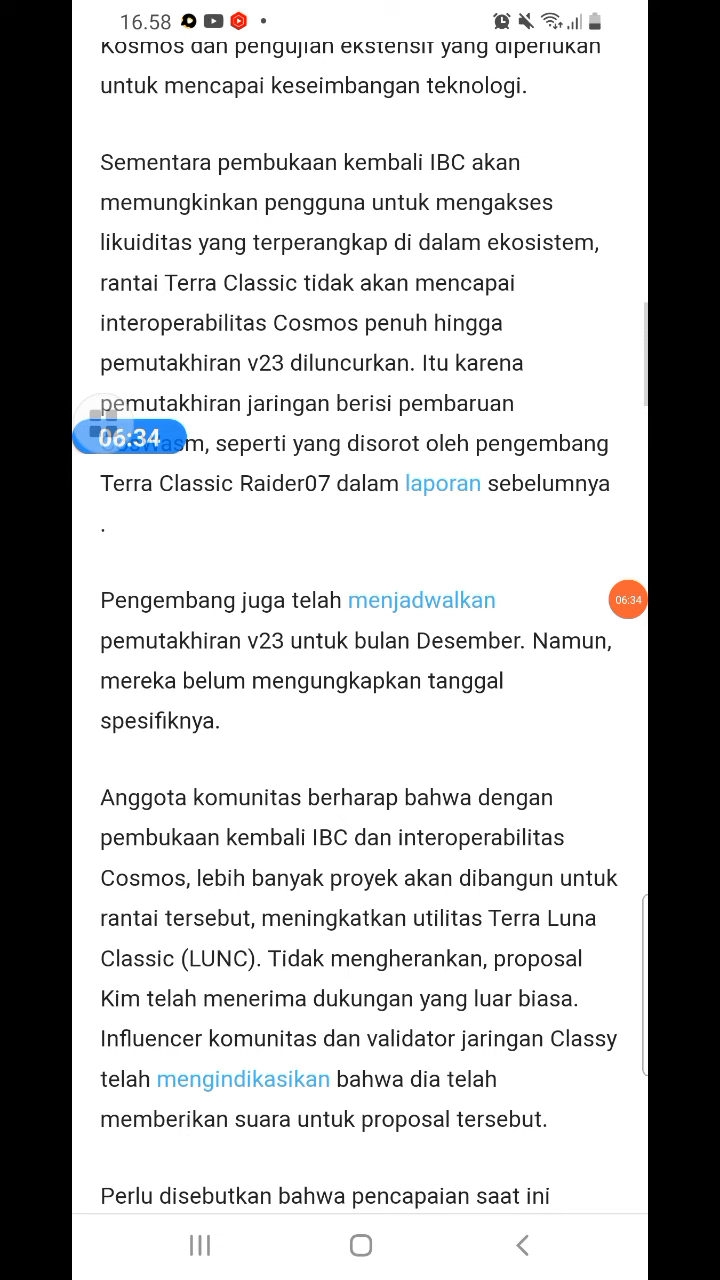 16.58
Kosmos dan pengujian ekstensif yang diperlukan
untuk mencapai keseimbangan teknologi.
Sementara pembukaan kembali IBC akan
memungkinkan pengguna untuk mengakses
likuiditas yang terperangkap di dalam ekosistem,
rantai Terra Classic tidak akan mencapai
interoperabilitas Cosmos penuh hingga
pemutakhiran v23 diluncurkan. Itu karena
pemutakhiran jaringan berisi pembaruan
06:34
seperti yang disorot oleh pengembang
Terra Classic Raider07 dalam laporan sebelumnya
.
Pengembang juga telah menjadwalkan
06:34
pemutakhiran v23 untuk bulan Desember. Namun,
mereka belum mengungkapkan tanggal
spesifiknya.
Anggota komunitas berharap bahwa dengan
pembukaan kembali IBC dan interoperabilitas
Cosmos, lebih banyak proyek akan dibangun untuk
rantai tersebut, meningkatkan utilitas Terra Luna
Classic (LUNC). Tidak mengherankan, proposal
Kim telah menerima dukungan yang luar biasa.
Influencer komunitas dan validator jaringan Classy
telah mengindikasikan bahwa dia telah
memberikan suara untuk proposal tersebut.
Perlu disebutkan bahwa pencapaian saat ini